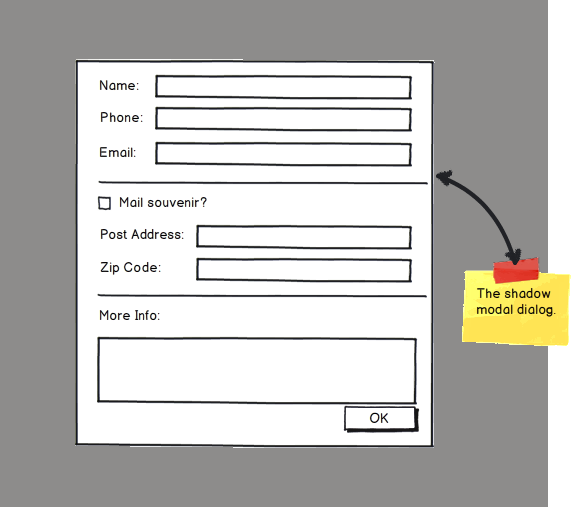 Name:
Phone:
Email:
Mail souvenir?
Post Address:
Zip Code:
More Info:
OK
The shadow
modal dialog.